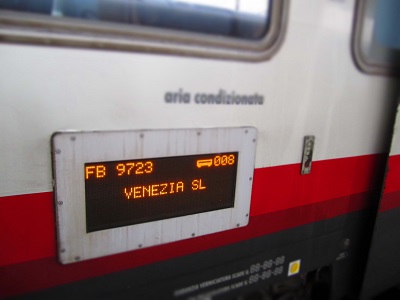 aria condizionata
FB 9723 008
VENEZIA SL